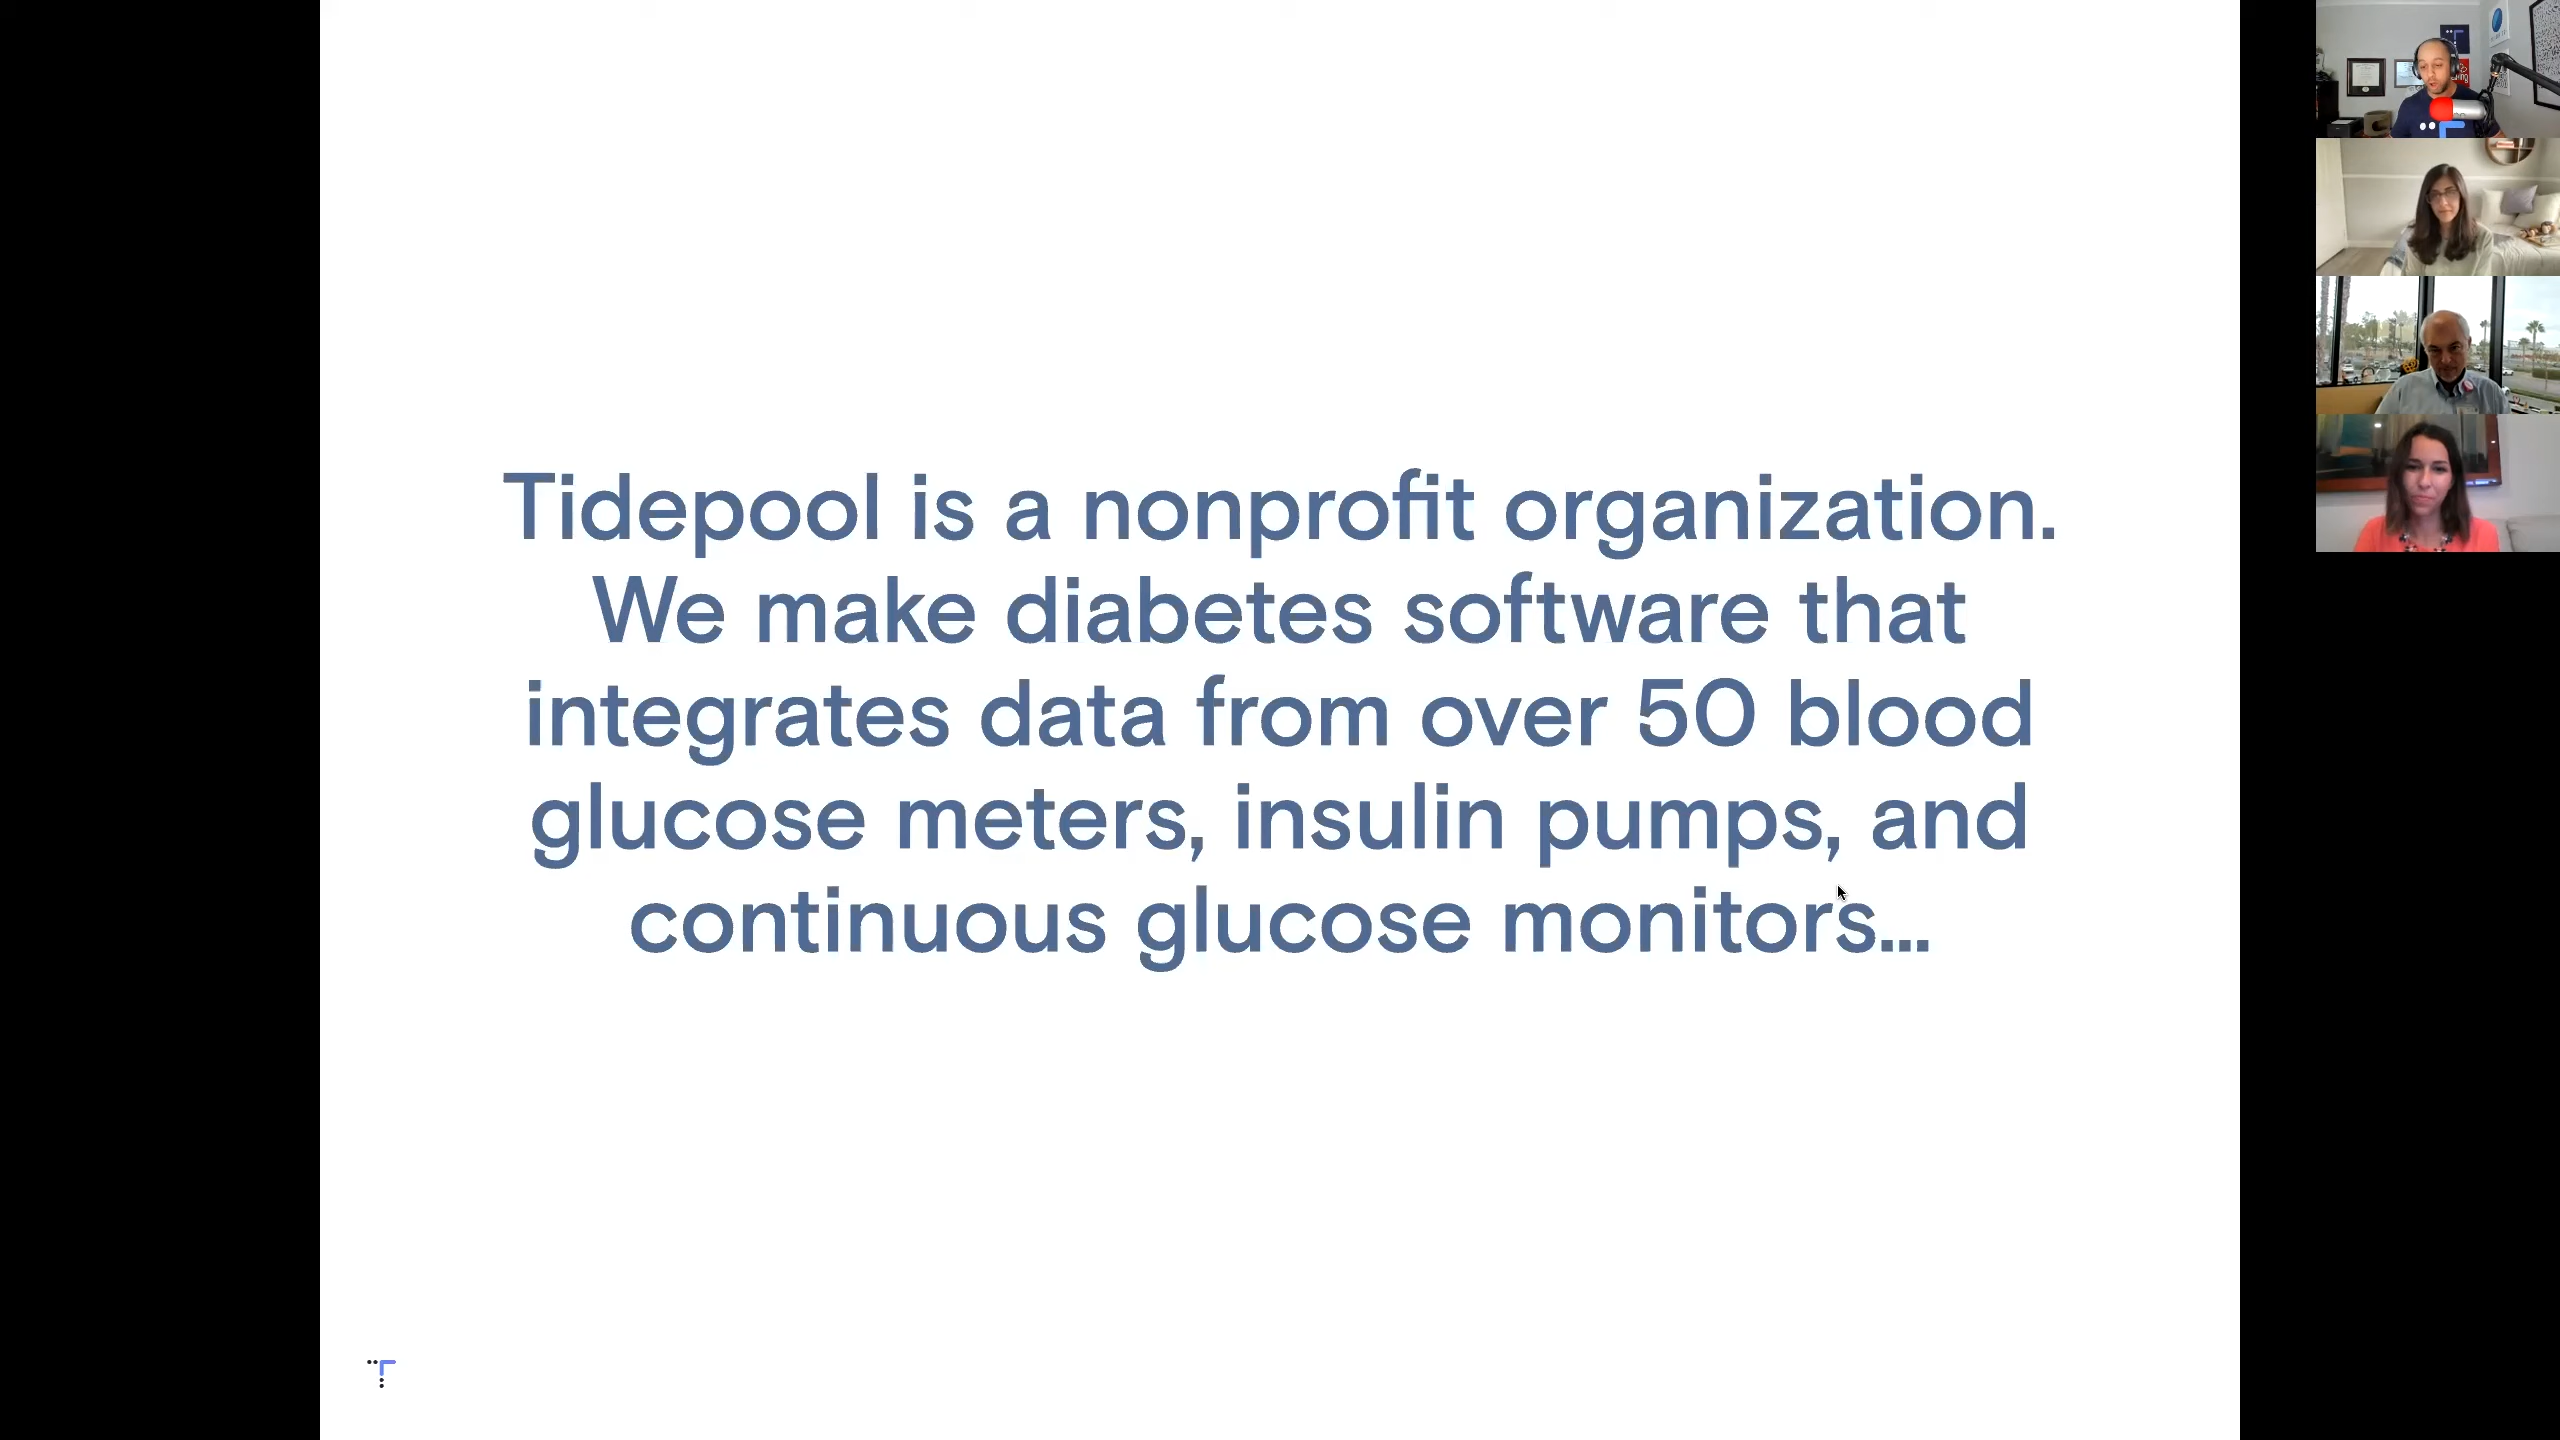 Tidepool is a nonprofit organization.
We make diabetes software that
integrates data from over 50 blood
glucose meters, insulin pumps, and
continuous glucose monitors...